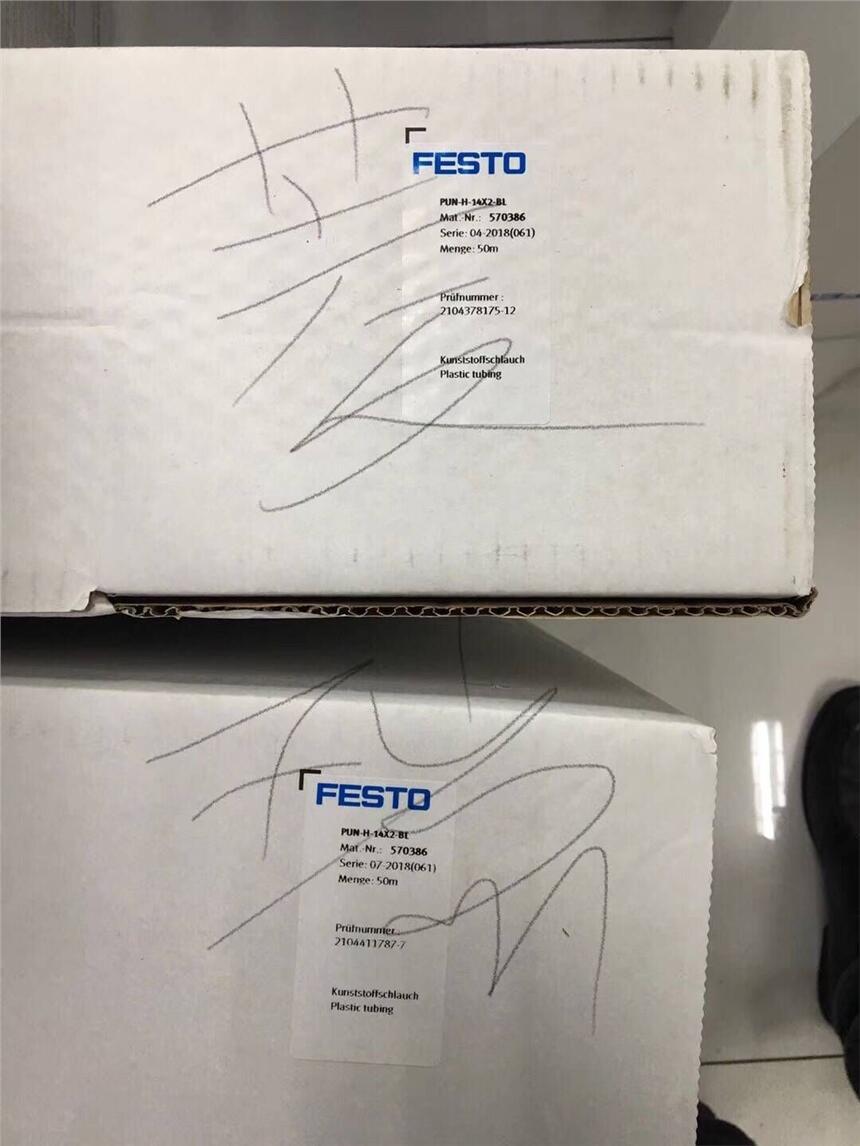 FESTO
PUN-H-14X2-BL
Mat.-Nr.: 570386
Serie: 04-2018(061)
Menge: 50m
Prüfnummer :
2104378175-12
Kunststoffschlauch
Plastic tubing
FESTO
PUN-H-14X2-BL
Mat.-Nr.: 570386
Serie: 07-2018(061)
Menge: 50m
Prüfnummer:
2104411787-7
Kunststoffschlauch
Plastic tubing